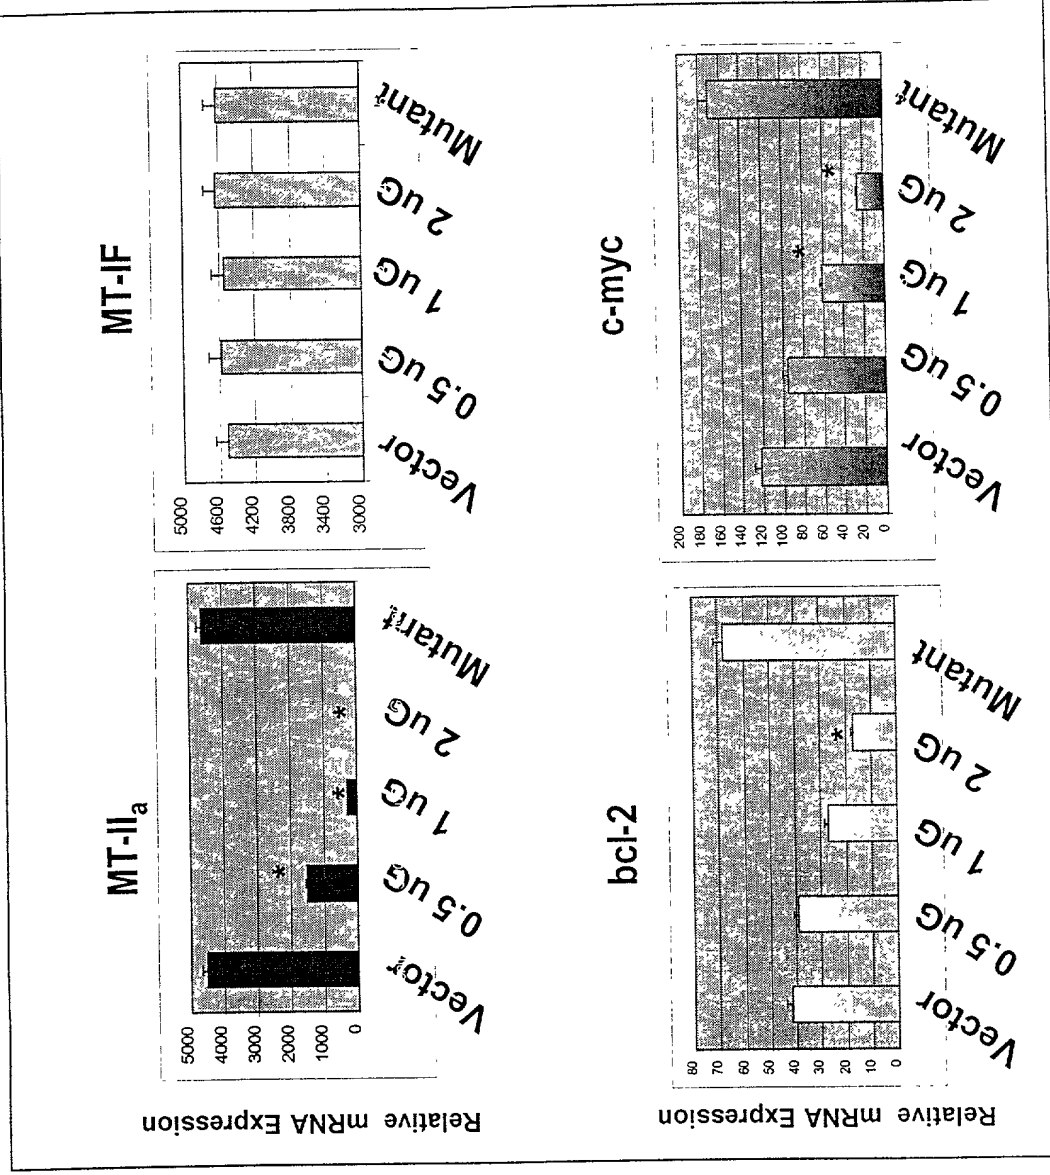 MT-IIa
Relative mRNA Expression
5000
4000
3000
2000
1000
0
*
*
*
Vector
0.5 uG
1 uG
2 uG
Mutant
MT-IF
5000
4600
4200
3800
3400
3000
Vector
0.5 uG
1 uG
2 uG
Mutant
bcl-2
Relative mRNA Expression
80
70
60
50
40
30
20
10
0
*
Vector
0.5 uG
1 uG
2 uG
Mutant
c-myc
200
180
160
140
120
100
80
60
40
20
0
*
*
Vector
0.5 uG
1 uG
2 uG
Mutant